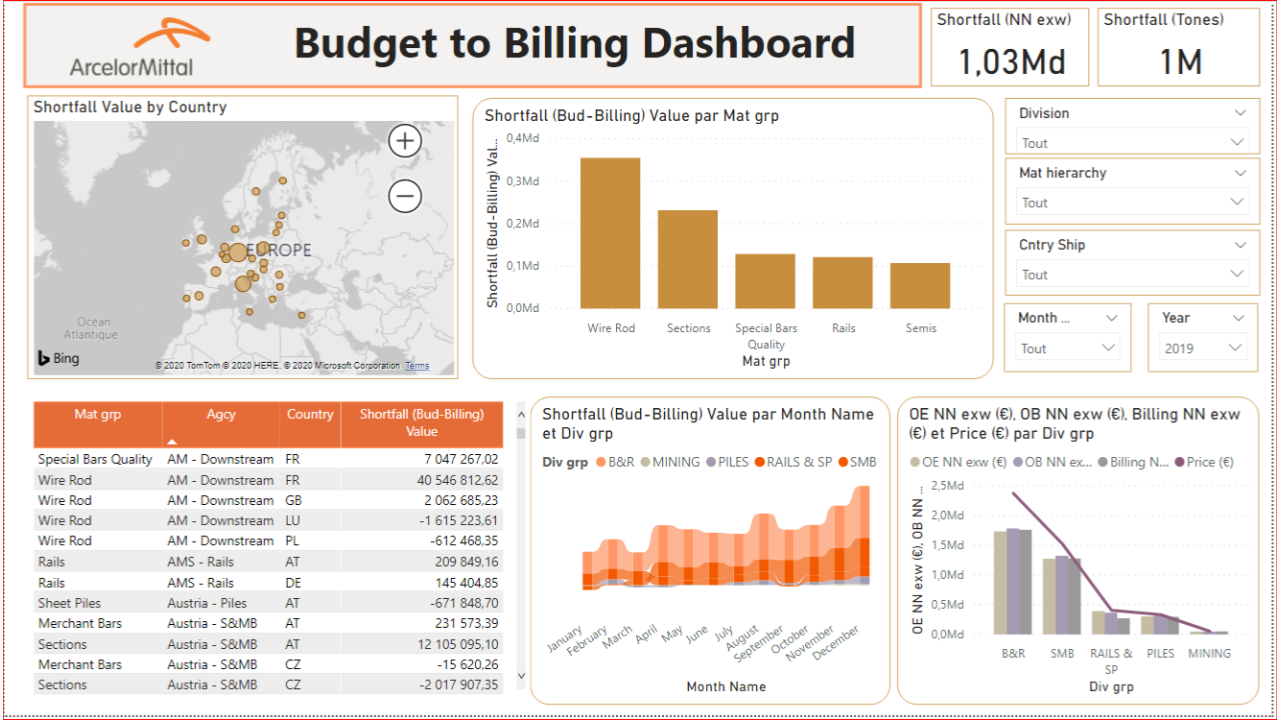 ArcelorMittal
Budget to Billing Dashboard
Shortfall (NN exw)
1,03Md
Shortfall (Tones)
1M
Shortfall Value by Country
EUROPE
Océan
Atlantique
Bing
© 2020 TomTom © 2020 HERE, © 2020 Microsoft Corporation Terms
Shortfall (Bud-Billing) Value par Mat grp
Shortfall (Bud-Billing) Val...
0,4Md
0,3Md
0,2Md
0,1Md
0,0Md
Wire Rod
Sections
Special Bars
Quality
Rails
Semis
Mat grp
Division
Tout
Mat hierarchy
Tout
Cntry Ship
Tout
Month ...
Tout
Year
2019
Mat grp Agcy Country Shortfall (Bud-Billing)
Value
Special Bars Quality AM - Downstream FR 7 047 267,02
Wire Rod AM - Downstream FR 40 546 812,62
Wire Rod AM - Downstream GB 2 062 685,23
Wire Rod AM - Downstream LU -1 615 223,61
Wire Rod AM - Downstream PL -612 468,35
Rails AMS - Rails AT 209 849,16
Rails AMS - Rails DE 145 404,85
Sheet Piles Austria - Piles AT -671 848,70
Merchant Bars Austria - S&MB AT 231 573,39
Sections Austria - S&MB AT 12 105 095,10
Merchant Bars Austria - S&MB CZ -15 620,26
Sections Austria - S&MB CZ -2 017 907,35
Shortfall (Bud-Billing) Value par Month Name
et Div grp
Div grp B&R MINING PILES RAILS & SP SMB
January
February
March
April
May
June
July
August
September
October
November
December
Month Name
OE NN exw (€), OB NN exw (€), Billing NN exw
(€) et Price (€) par Div grp
OE NN exw (€) OB NN ex... Billing N... Price (€)
OE NN exw (€), OB NN ...
2,5Md
2,0Md
1,5Md
1,0Md
0,5Md
0,0Md
B&R
SMB
RAILS &
SP
PILES
MINING
Div grp